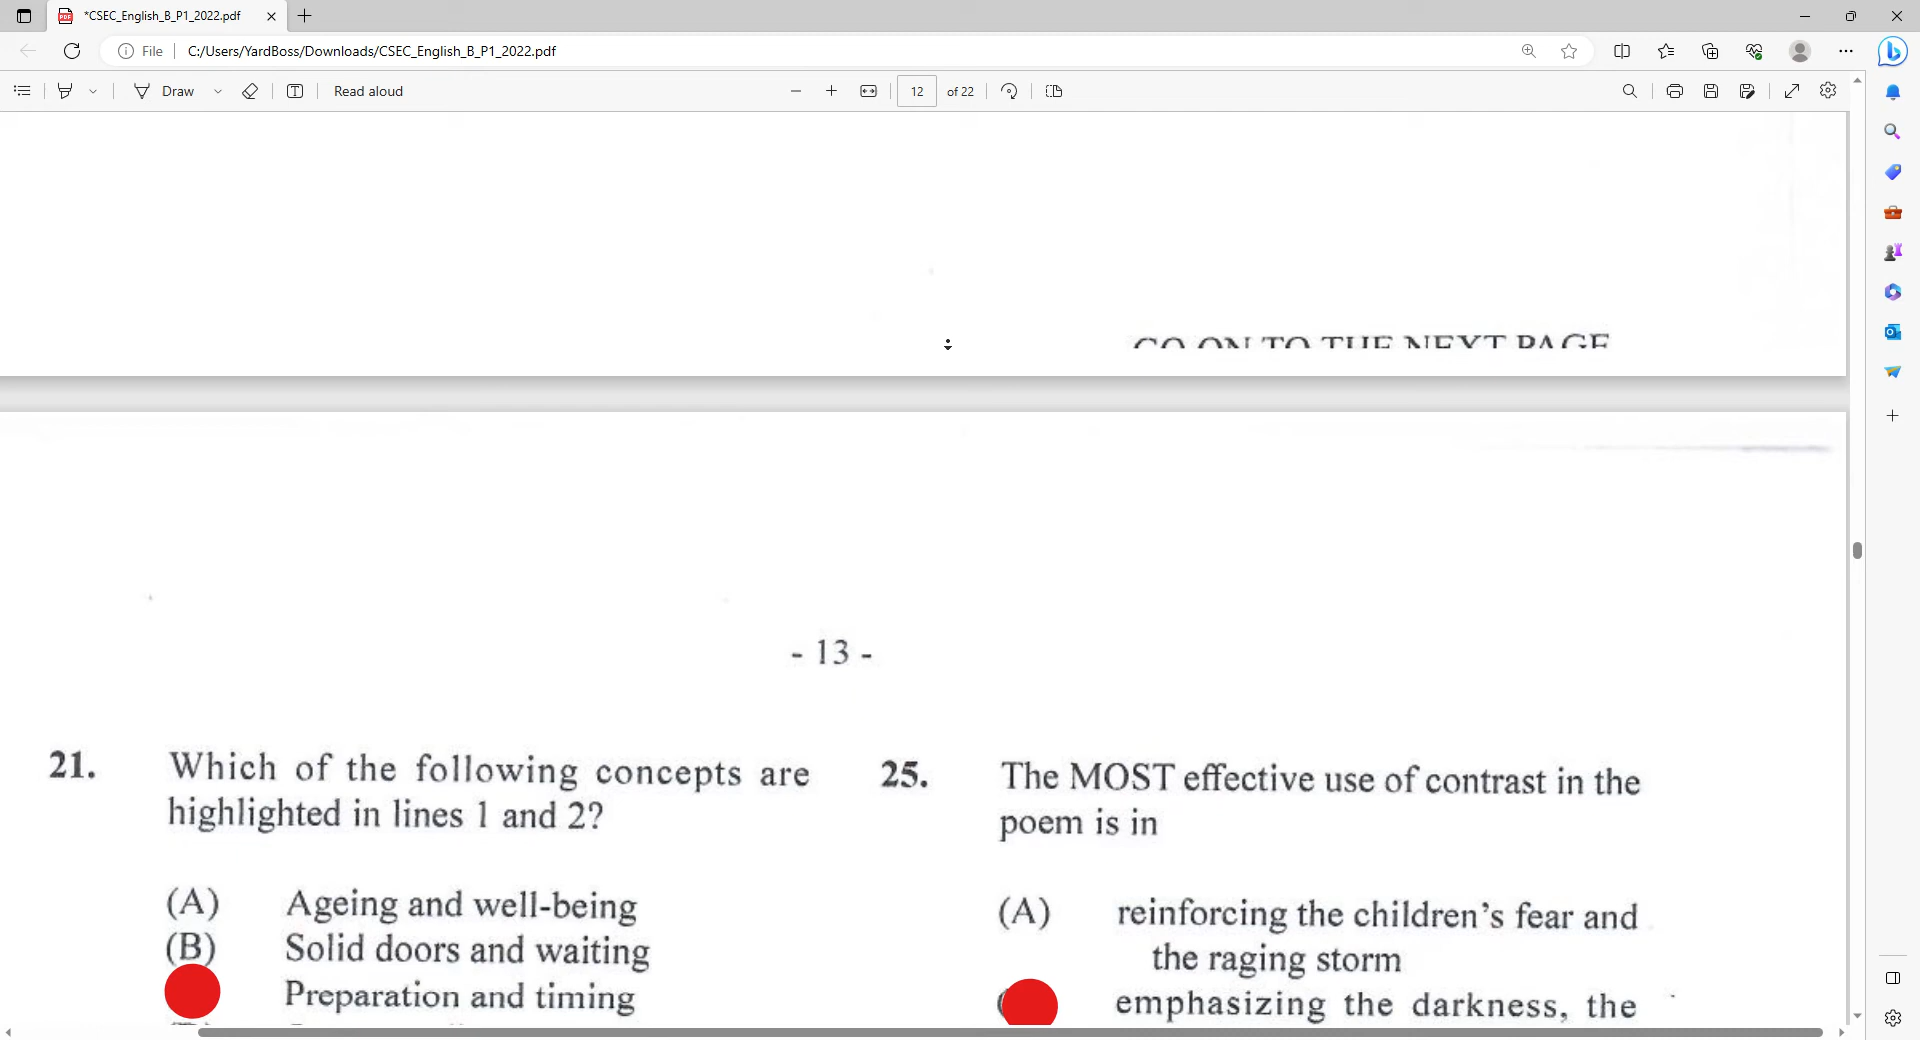 *CSEC_English_B_P1_2022.pdf
File
C:/Users/YardBoss/Downloads/CSEC_English_B_P1_2022.pdf
Draw
Read aloud
12 of 22
GO ON TO THE NEXT PAGE
- 13 -
21. Which of the following concepts are
highlighted in lines 1 and 2?
(A) Ageing and well-being
(B) Solid doors and waiting
Preparation and timing
25. The MOST effective use of contrast in the
poem is in
(A) reinforcing the children's fear and
the raging storm
emphasizing the darkness, the